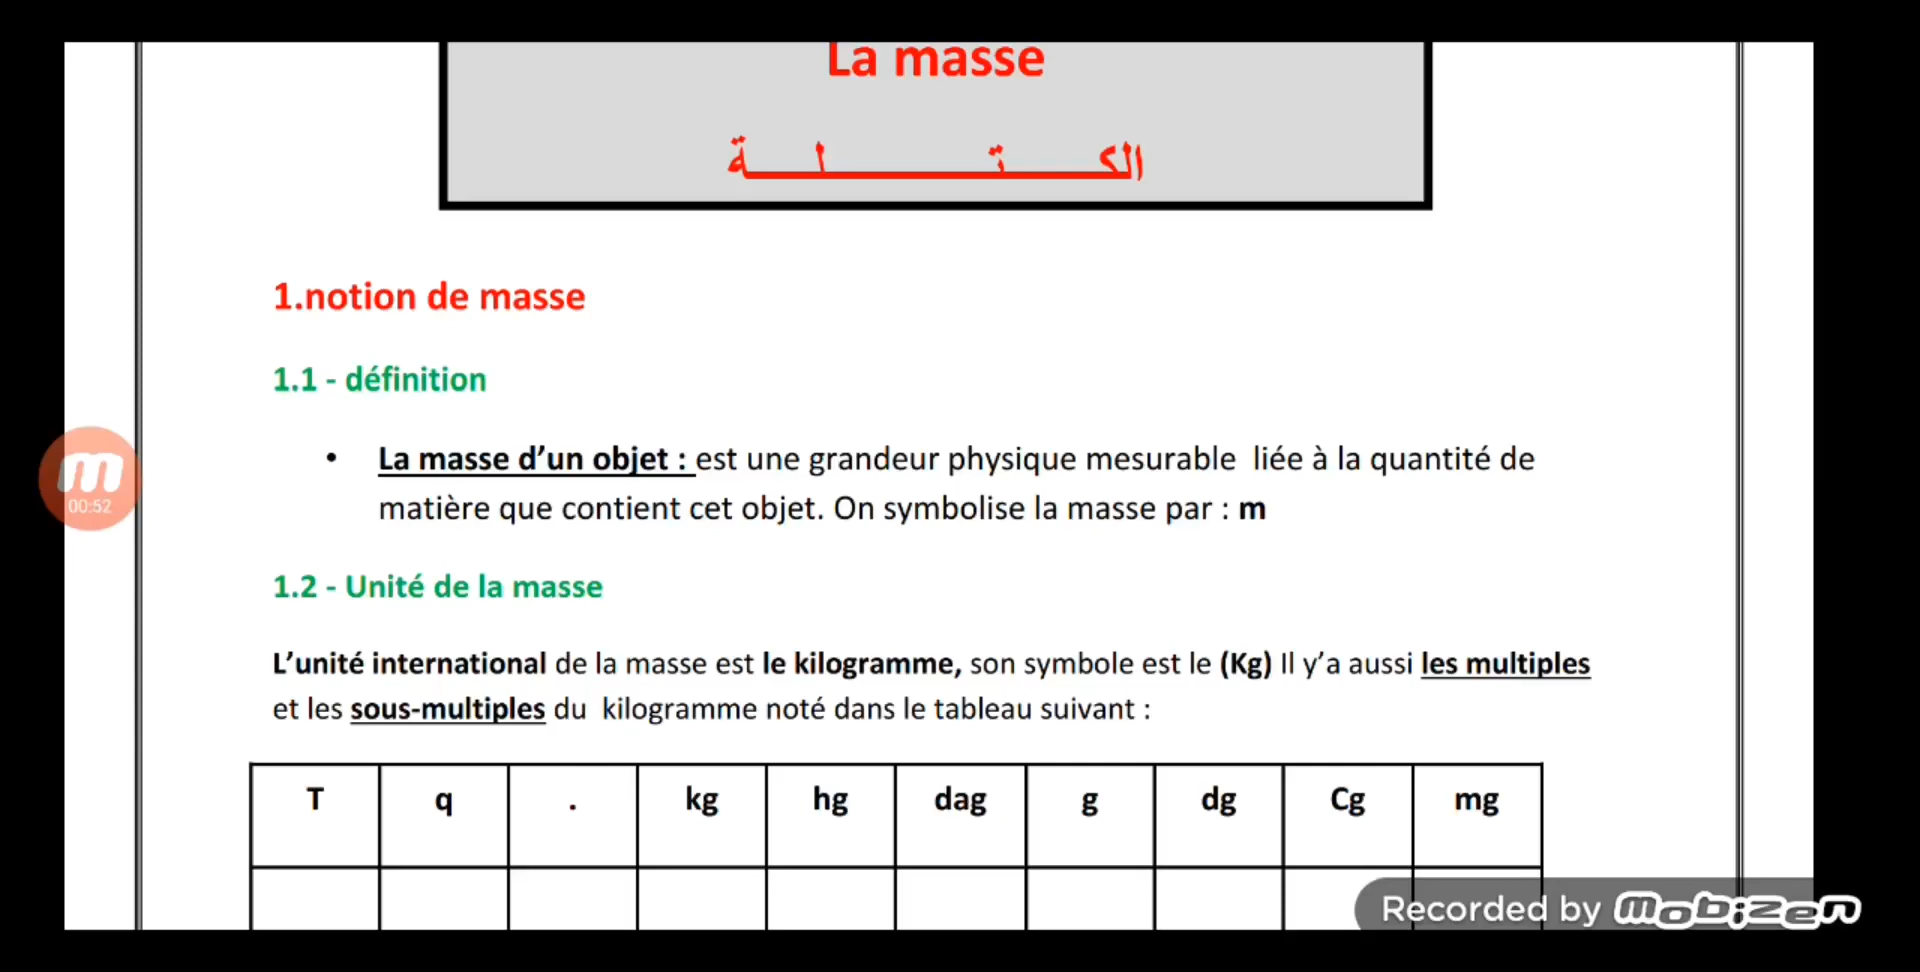 La masse
الكتلة
1.notion de masse
1.1 - définition
• La masse d’un objet : est une grandeur physique mesurable liée à la quantité de
matière que contient cet objet. On symbolise la masse par : m
1.2 - Unité de la masse
L’unité international de la masse est le kilogramme, son symbole est le (Kg) Il y’a aussi les multiples
et les sous-multiples du kilogramme noté dans le tableau suivant :
T q . kg hg dag g dg Cg mg
m
00:52
Recorded by Mobizen